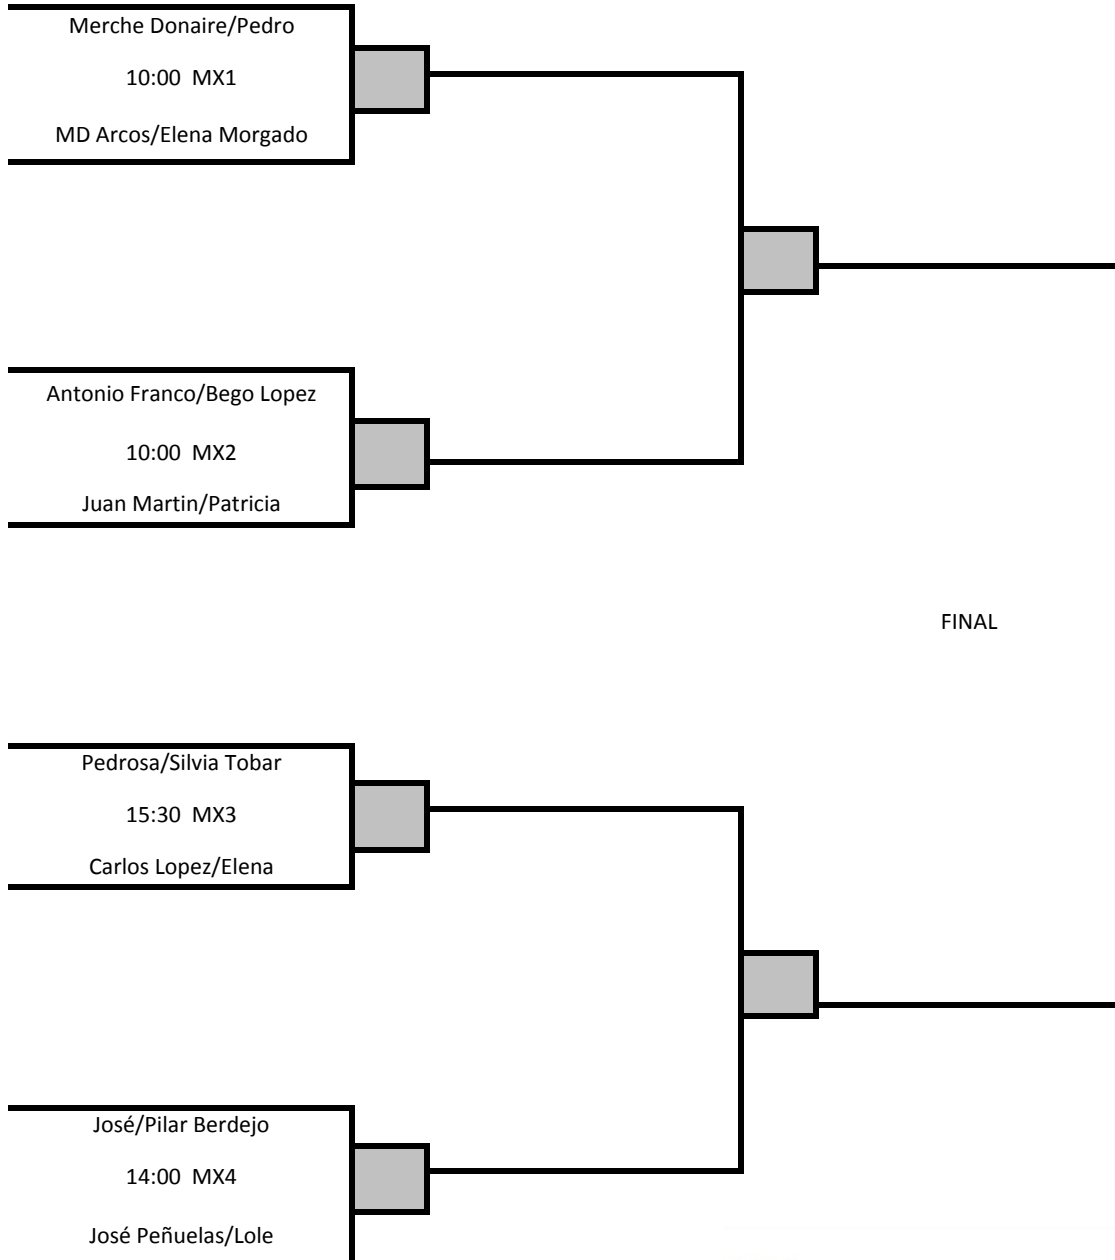 Merche Donaire/Pedro
10:00 MX1
MD Arcos/Elena Morgado
Antonio Franco/Bego Lopez
10:00 MX2
Juan Martin/Patricia
FINAL
Pedrosa/Silvia Tobar
15:30 MX3
Carlos Lopez/Elena
José/Pilar Berdejo
14:00 MX4
José Peñuelas/Lole